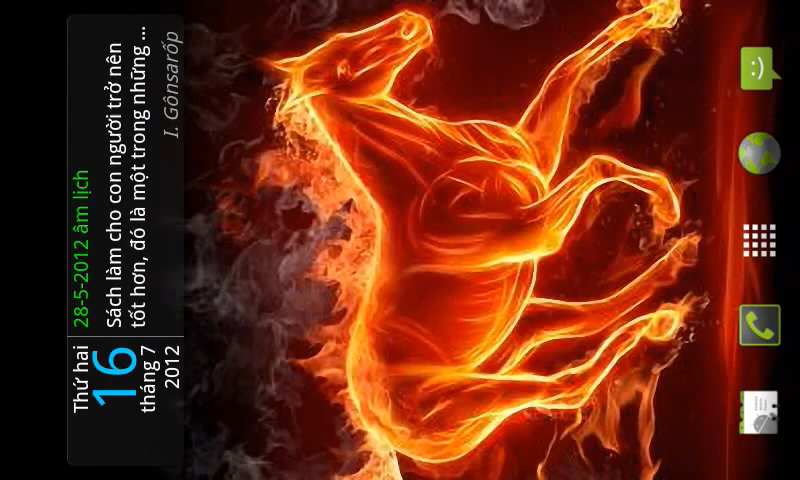 Thứ hai
16
tháng 7
2012
28-5-2012 âm lịch
Sách làm cho con người trở nên
tốt hơn, đó là một trong những ...
I. Gônsarốp